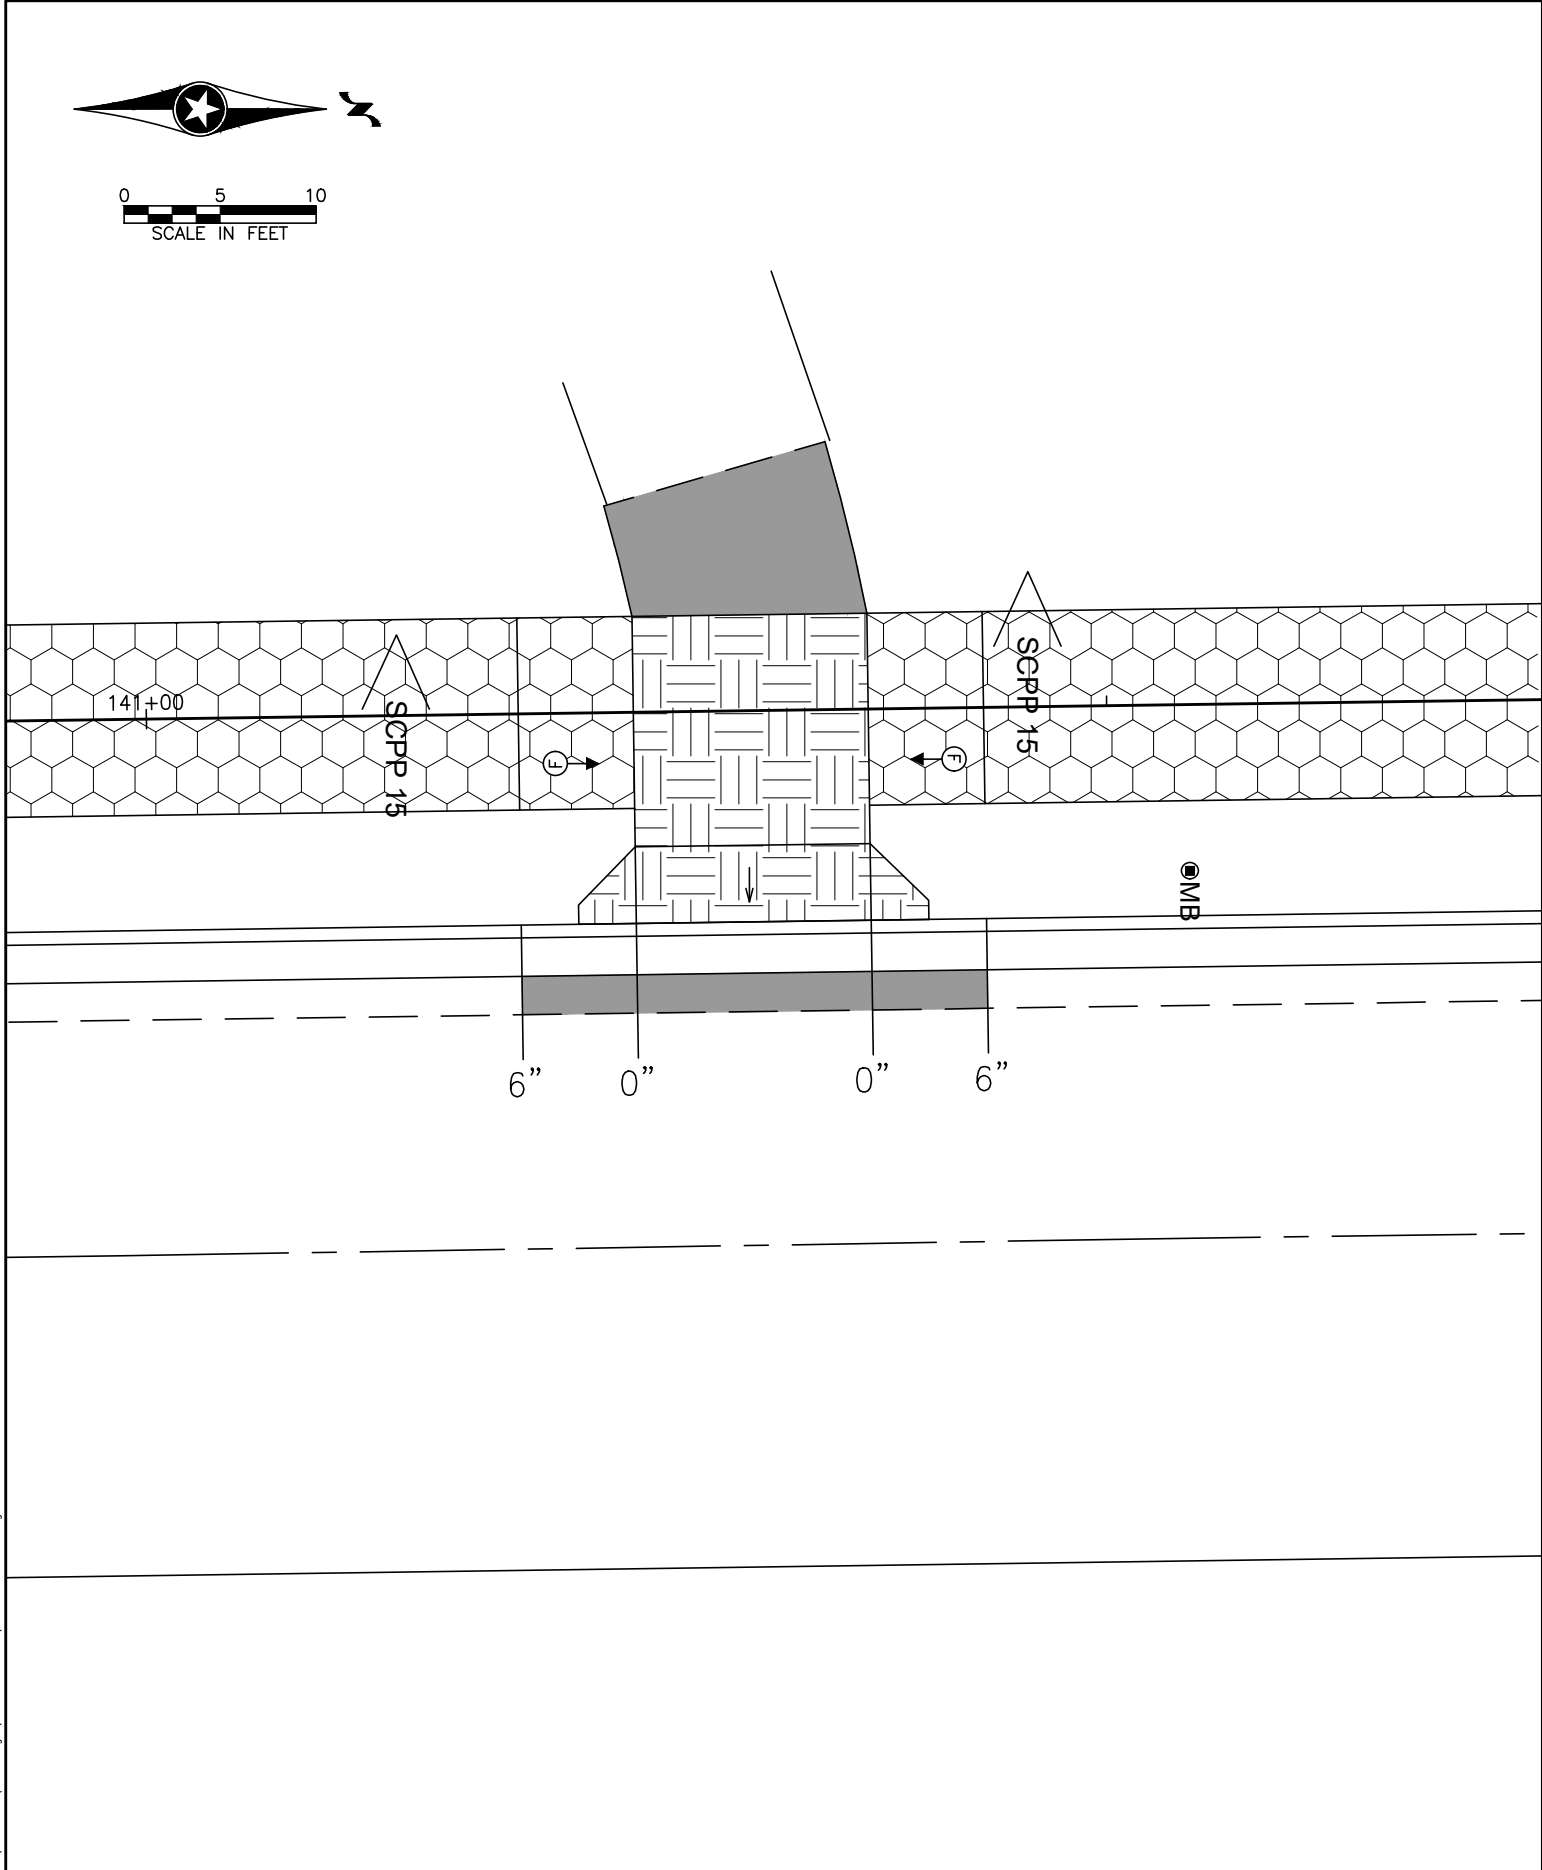 N
0 5 10
SCALE IN FEET
141+00
SCPP 15
SCPP 15
F
F
MB
6” 0” 0” 6”